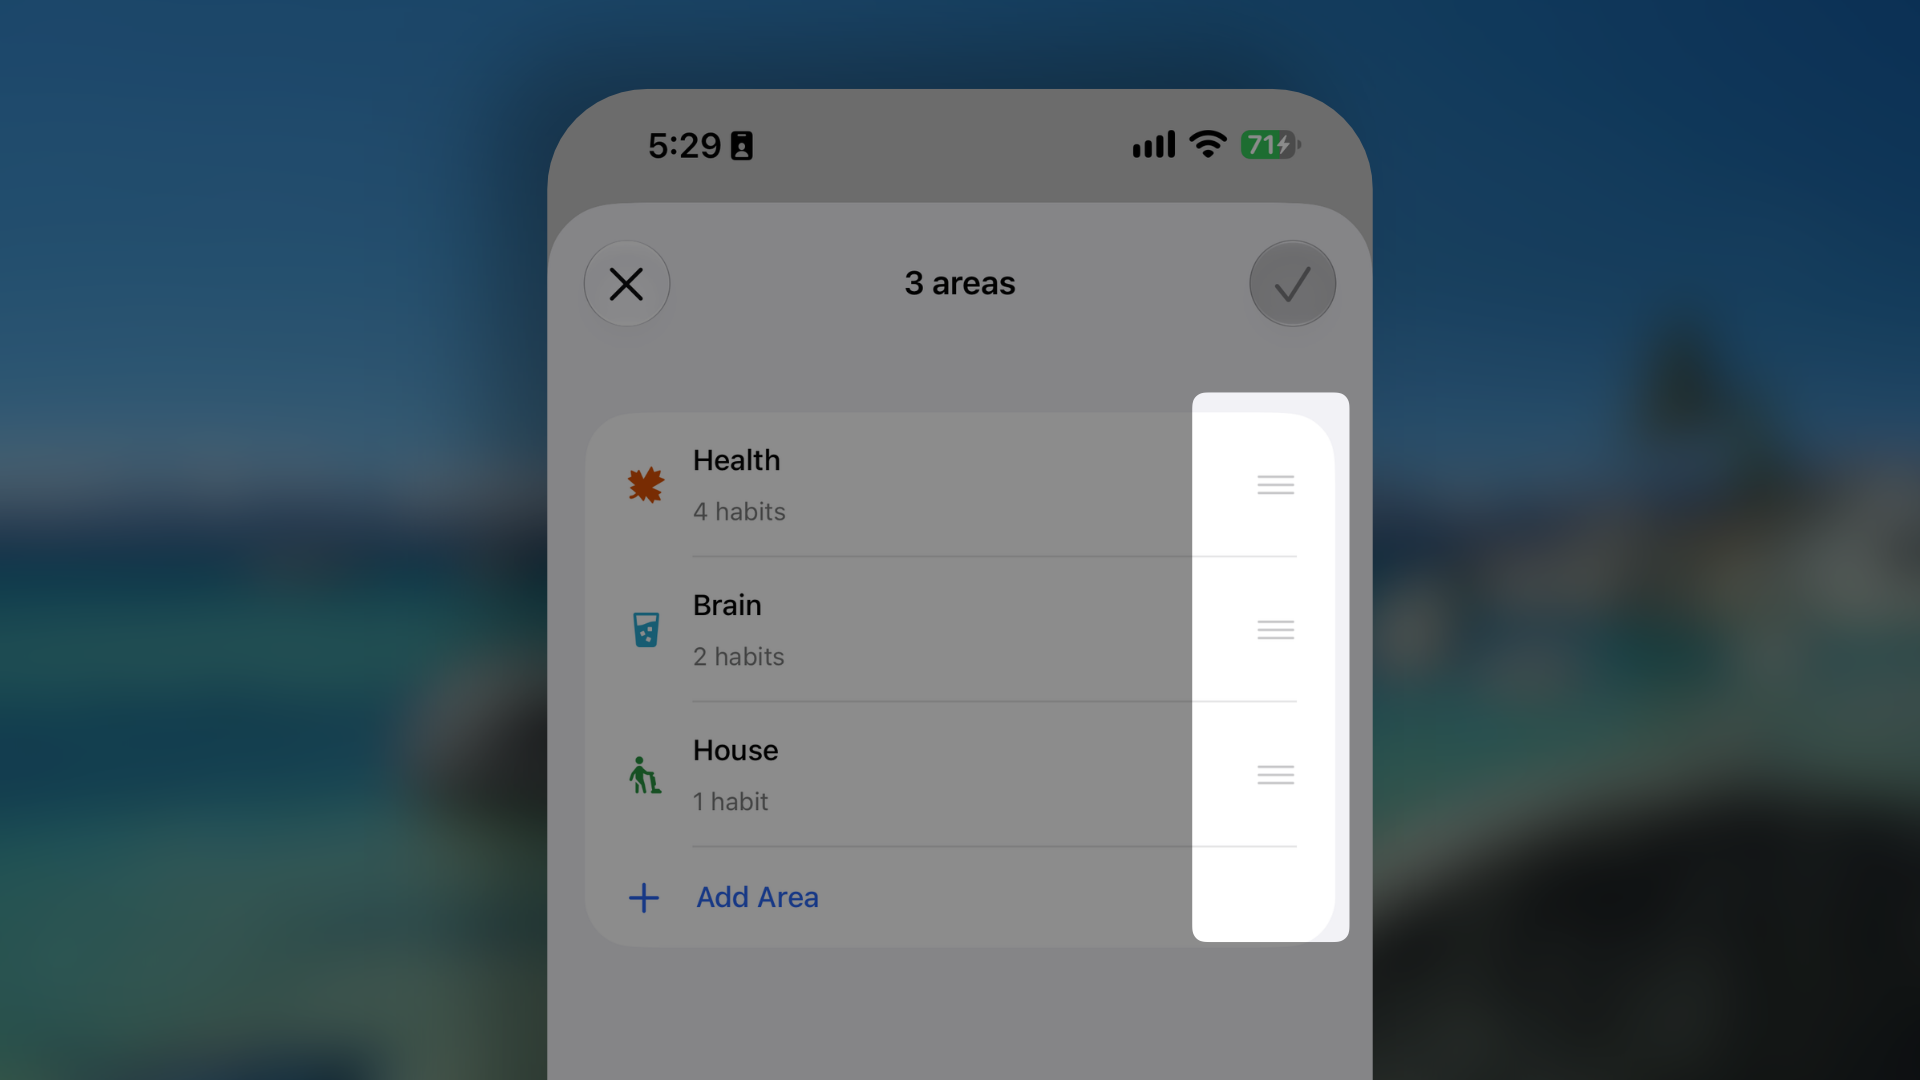 5:29
71
3 areas
Health
4 habits
Brain
2 habits
House
1 habit
Add Area